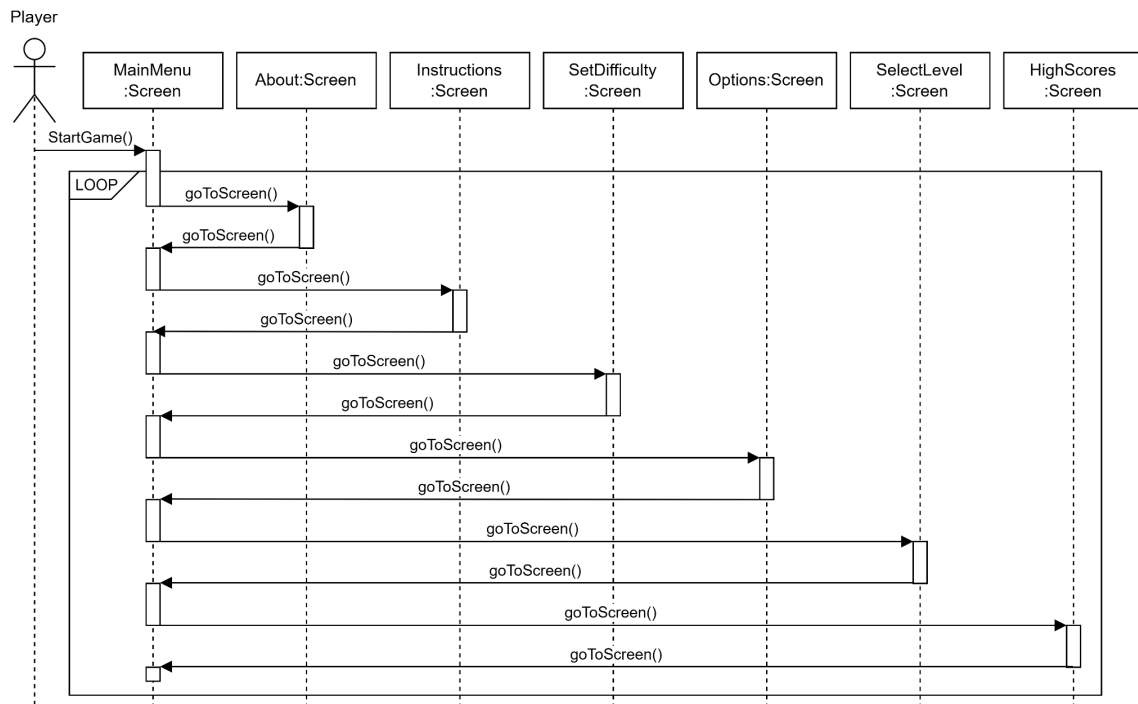 Player
MainMenu
:Screen
About:Screen
Instructions
:Screen
SetDifficulty
:Screen
Options:Screen
SelectLevel
:Screen
HighScores
:Screen
StartGame()
LOOP
goToScreen()
goToScreen()
goToScreen()
goToScreen()
goToScreen()
goToScreen()
goToScreen()
goToScreen()
goToScreen()
goToScreen()
goToScreen()
goToScreen()